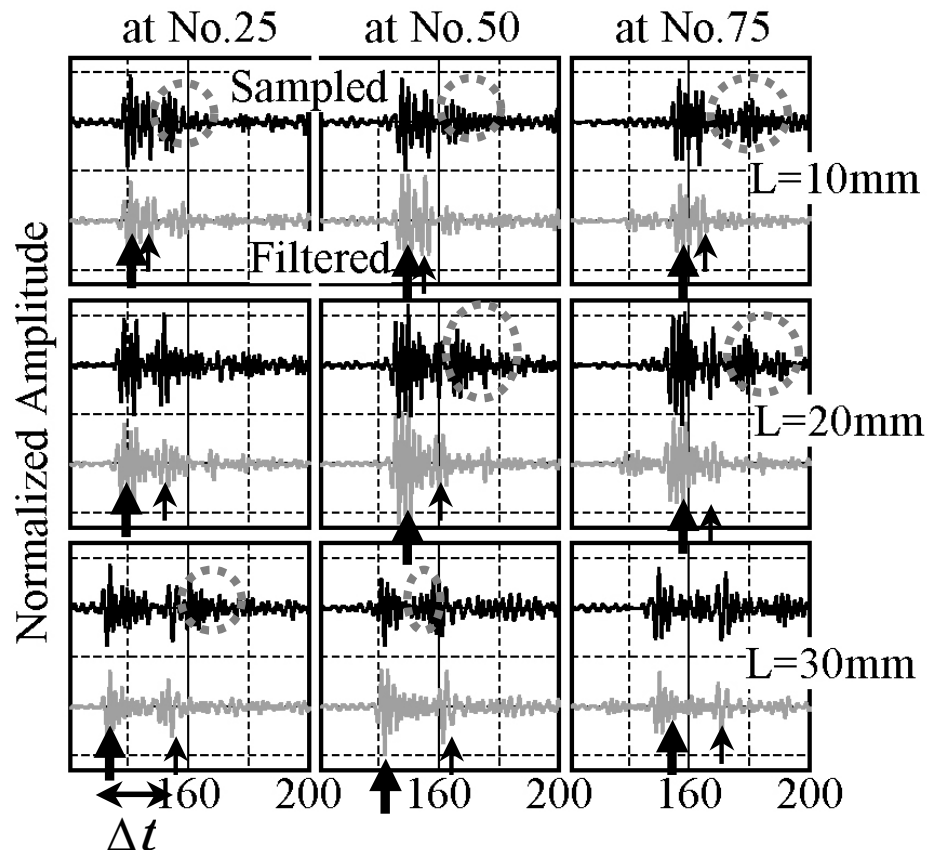 at No.25 at No.50 at No.75
Sampled
L=10mm
Filtered
Normalized Amplitude
L=20mm
L=30mm
160 200 160 200 160 200
Δt